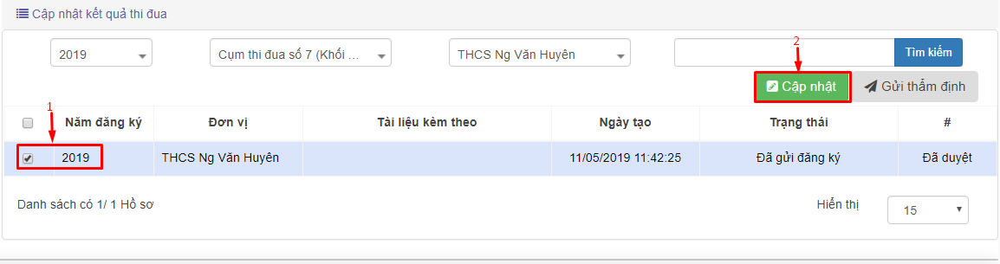 Cập nhật kết quả thi đua
2019 Cụm thi đua số 7 (Khối ... THCS Ng Văn Huyên Tìm kiếm
2
Cập nhật Gửi thẩm định
1
Năm đăng ký Đơn vị Tài liệu kèm theo Ngày tạo Trạng thái #
2019 THCS Ng Văn Huyên 11/05/2019 11:42:25 Đã gửi đăng ký Đã duyệt
Danh sách có 1/ 1 Hồ sơ Hiển thị 15